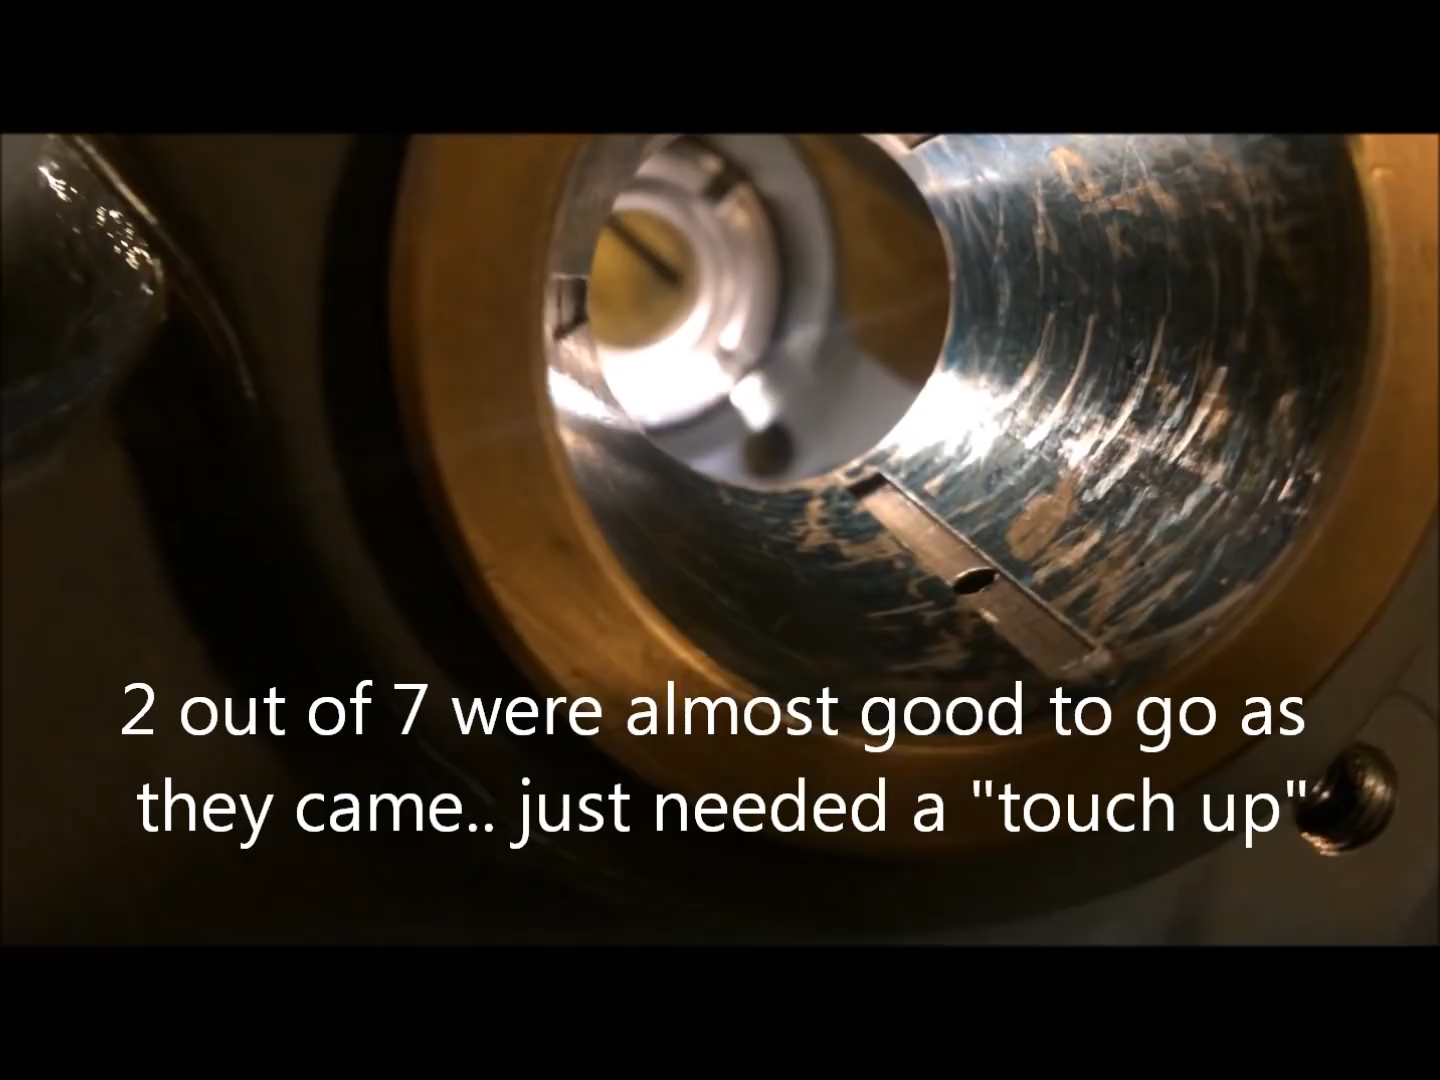 2 out of 7 were almost good to go as
they came.. just needed a "touch up"